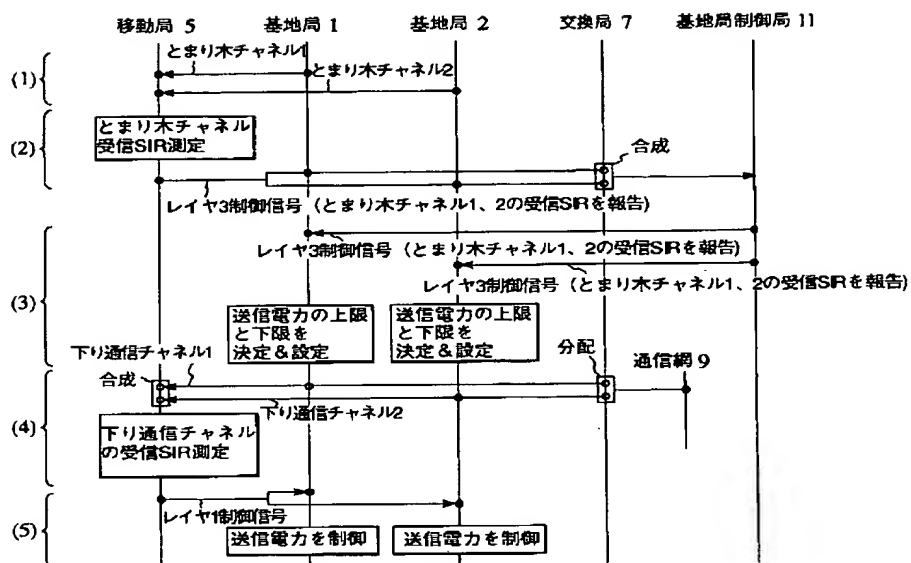 移動局 5
基地局 1
基地局 2
交換局 7
基地局制御局 11
(1)
とまり木チャネル1
とまり木チャネル2
(2)
とまり木チャネル
受信SIR測定
合成
レイヤ3制御信号（とまり木チャネル1、2の受信SIRを報告）
(3)
レイヤ3制御信号（とまり木チャネル1、2の受信SIRを報告）
レイヤ3制御信号（とまり木チャネル1、2の受信SIRを報告）
送信電力の上限
と下限を
決定&設定
送信電力の上限
と下限を
決定&設定
下り通信チャネル1
分配
通信網 9
合成
(4)
下り通信チャネル2
下り通信チャネル
の受信SIR測定
(5)
レイヤ1制御信号
送信電力を制御
送信電力を制御